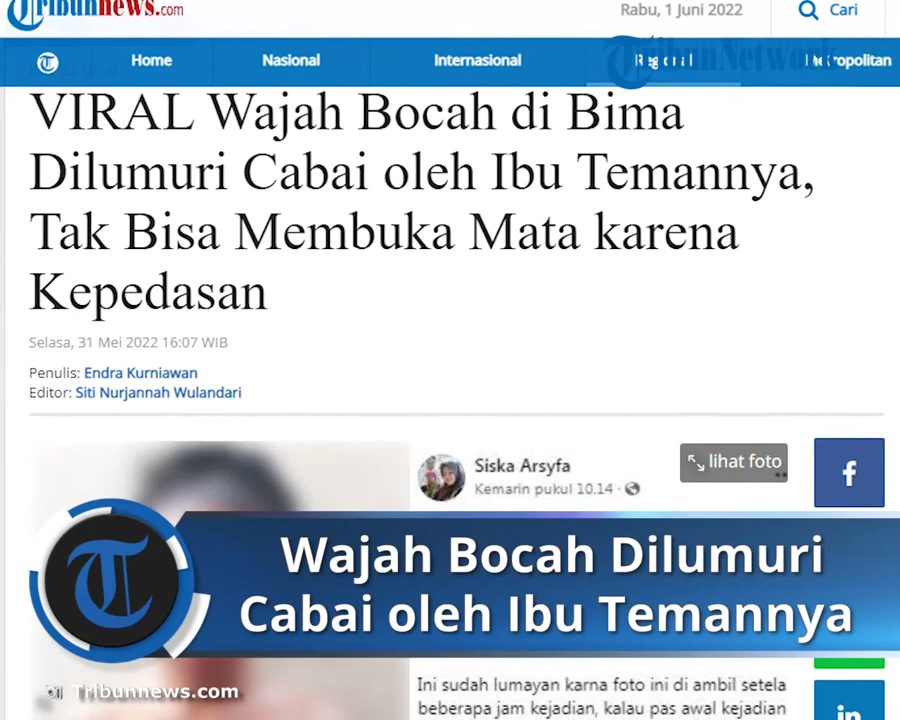 Tribunnews.com
Rabu, 1 Juni 2022
Cari
Home Nasional Internasional Regional Metropolitan
Tribun Network
VIRAL Wajah Bocah di Bima
Dilumuri Cabai oleh Ibu Temannya,
Tak Bisa Membuka Mata karena
Kepedasan
Selasa, 31 Mei 2022 16:07 WIB
Penulis: Endra Kurniawan
Editor: Siti Nurjannah Wulandari
Siska Arsyfa
Kemarin pukul 10.14 ·
lihat foto
f
Wajah Bocah Dilumuri
Cabai oleh Ibu Temannya
Tribunnews.com
Ini sudah lumayan karna foto ini di ambil setela
beberapa jam kejadian, kalau pas awal kejadian
in